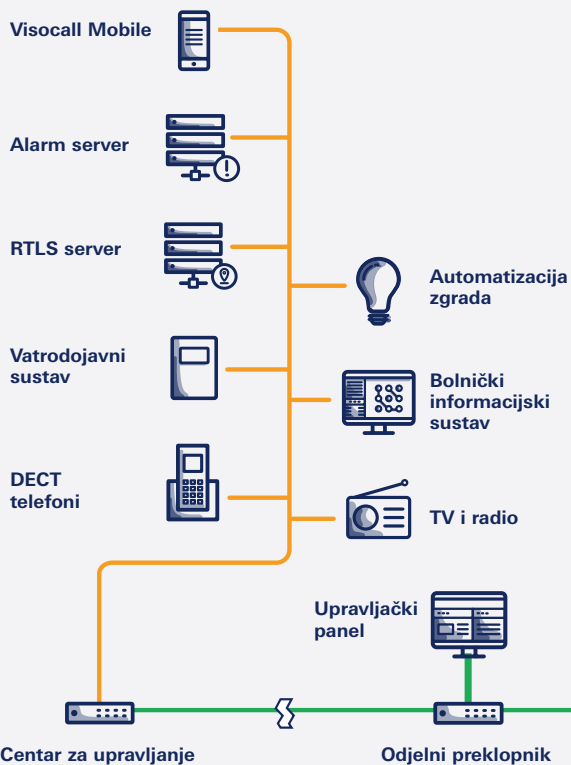 Visocall Mobile
Alarm server
RTLS server
Automatizacija
zgrada
Vatrodojavni
sustav
Bolnički
informacijski
sustav
DECT
telefoni
TV i radio
Upravljački
panel
Centar za upravljanje
Odjelni preklopnik